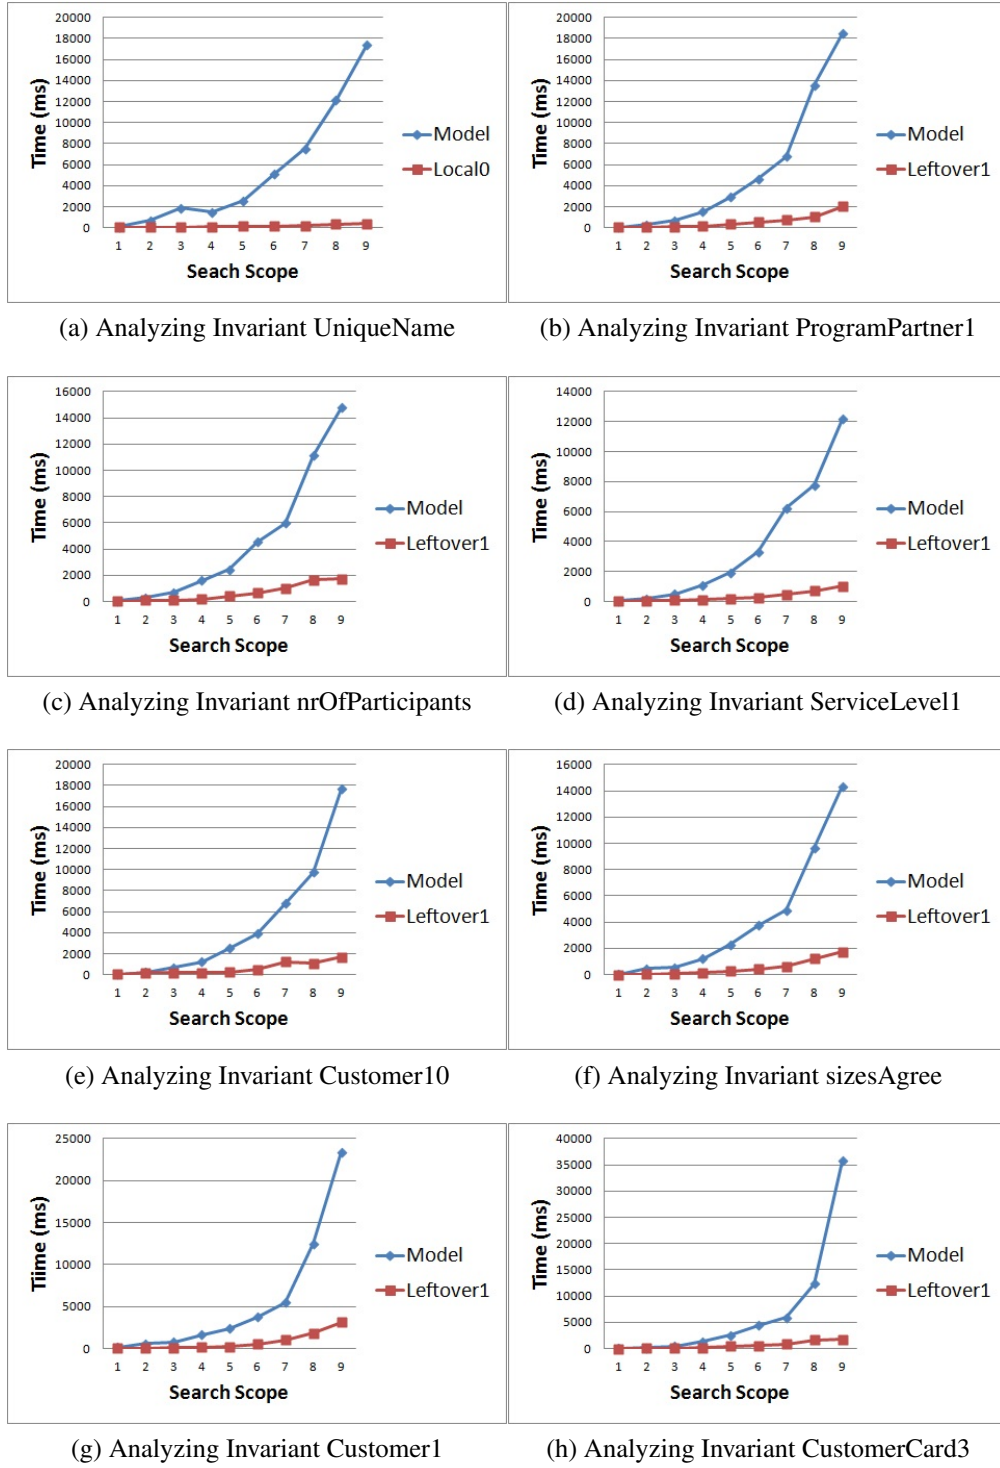 20000
18000
16000
14000
12000
10000
8000
6000
4000
2000
0
Time (ms)
1 2 3 4 5 6 7 8 9
Seach Scope
Model
Local0
(a) Analyzing Invariant UniqueName
20000
18000
16000
14000
12000
10000
8000
6000
4000
2000
0
Time (ms)
1 2 3 4 5 6 7 8 9
Search Scope
Model
Leftover1
(b) Analyzing Invariant ProgramPartner1
16000
14000
12000
10000
8000
6000
4000
2000
0
Time (ms)
1 2 3 4 5 6 7 8 9
Search Scope
Model
Leftover1
(c) Analyzing Invariant nrOfParticipants
14000
12000
10000
8000
6000
4000
2000
0
Time (ms)
1 2 3 4 5 6 7 8 9
Search Scope
Model
Leftover1
(d) Analyzing Invariant ServiceLevel1
20000
18000
16000
14000
12000
10000
8000
6000
4000
2000
0
Time (ms)
1 2 3 4 5 6 7 8 9
Search Scope
Model
Leftover1
(e) Analyzing Invariant Customer10
16000
14000
12000
10000
8000
6000
4000
2000
0
Time (ms)
1 2 3 4 5 6 7 8 9
Search Scope
Model
Leftover1
(f) Analyzing Invariant sizesAgree
25000
20000
15000
10000
5000
0
Time (ms)
1 2 3 4 5 6 7 8 9
Search Scope
Model
Leftover1
(g) Analyzing Invariant Customer1
40000
35000
30000
25000
20000
15000
10000
5000
0
Time (ms)
1 2 3 4 5 6 7 8 9
Search Scope
Model
Leftover1
(h) Analyzing Invariant CustomerCard3